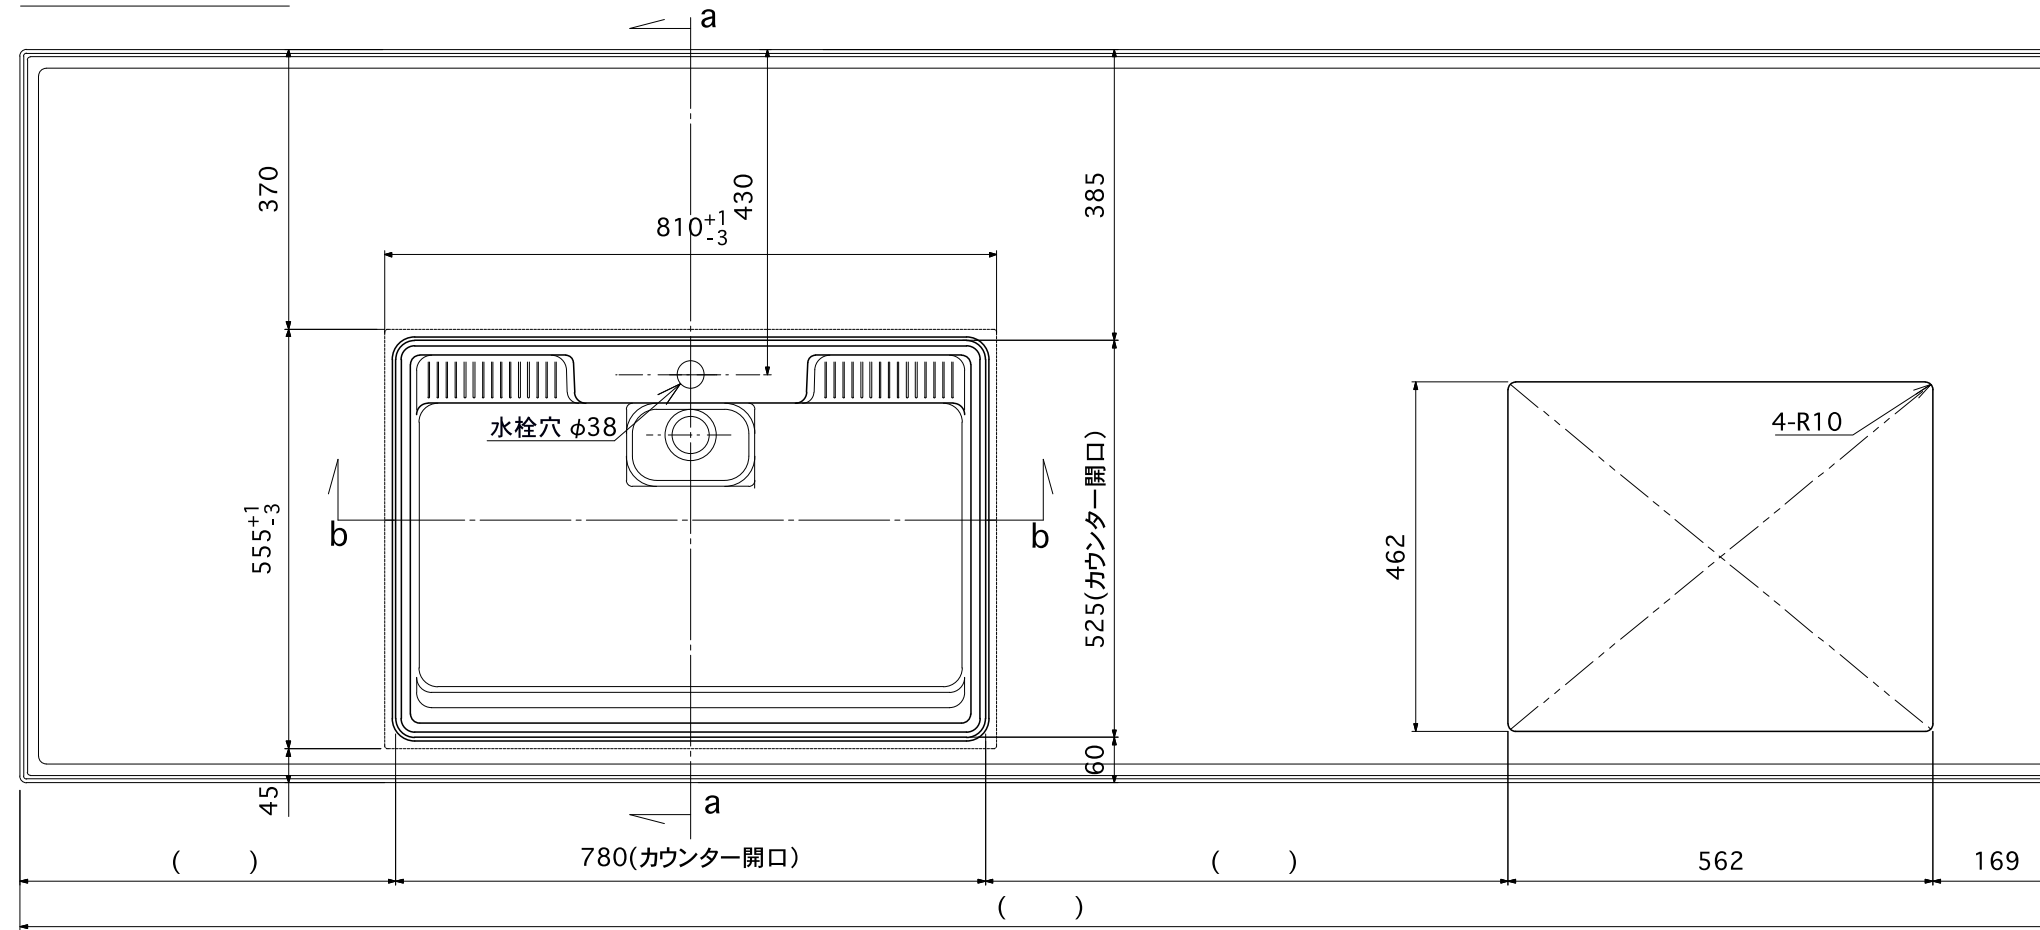 a
370
430
385
810+1-3
水栓穴 φ38
4-R10
555+1-3
b
b
525(カウンター開口)
462
60
45
a
( )
780(カウンター開口)
( )
562
169
( )